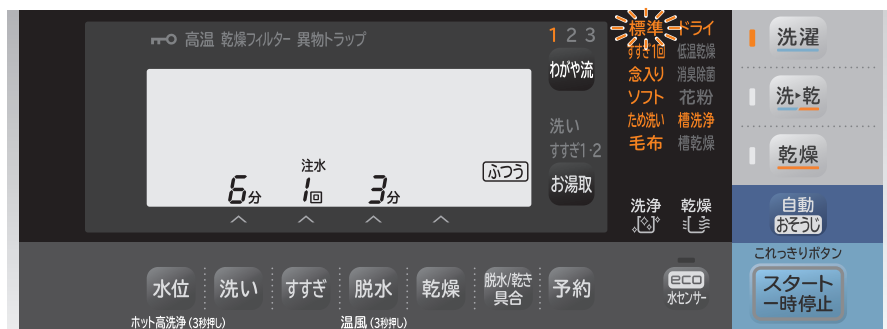 高温 乾燥フィルター 異物トラップ
1 2 3
わがや流
洗い
すすぎ1·2
お湯取
注水
6分 1回 3分
ふつう
標準 ドライ
すすぎ1回 低温乾燥
念入り 消臭除菌
ソフト 花粉
ため洗い 槽洗浄
毛布 槽乾燥
洗浄 乾燥
洗濯
洗▸乾
乾燥
自動
おそうじ
これっきりボタン
スタート
一時停止
水位 洗い すすぎ 脱水 乾燥 脱水/乾き具合 予約
ホット高洗浄(3秒押し)
温風(3秒押し)
eco
水センサー